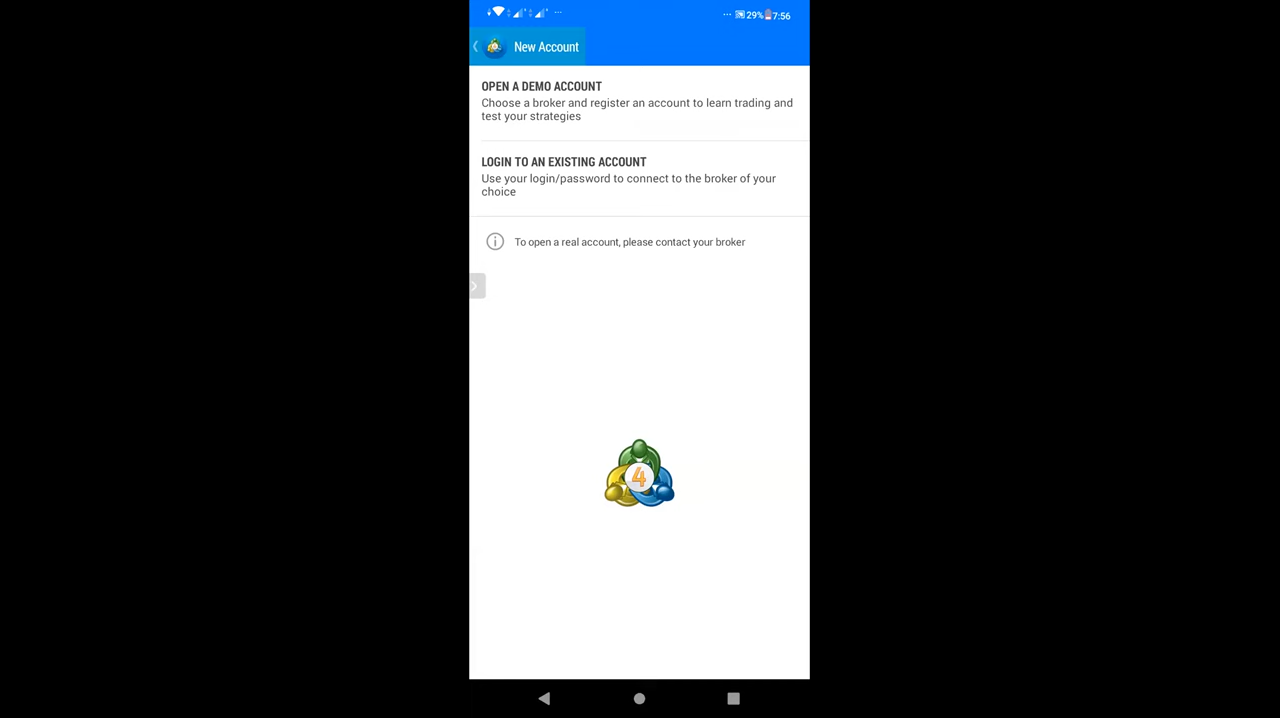 29% 7:56
New Account
OPEN A DEMO ACCOUNT
Choose a broker and register an account to learn trading and
test your strategies
LOGIN TO AN EXISTING ACCOUNT
Use your login/password to connect to the broker of your
choice
To open a real account, please contact your broker
4